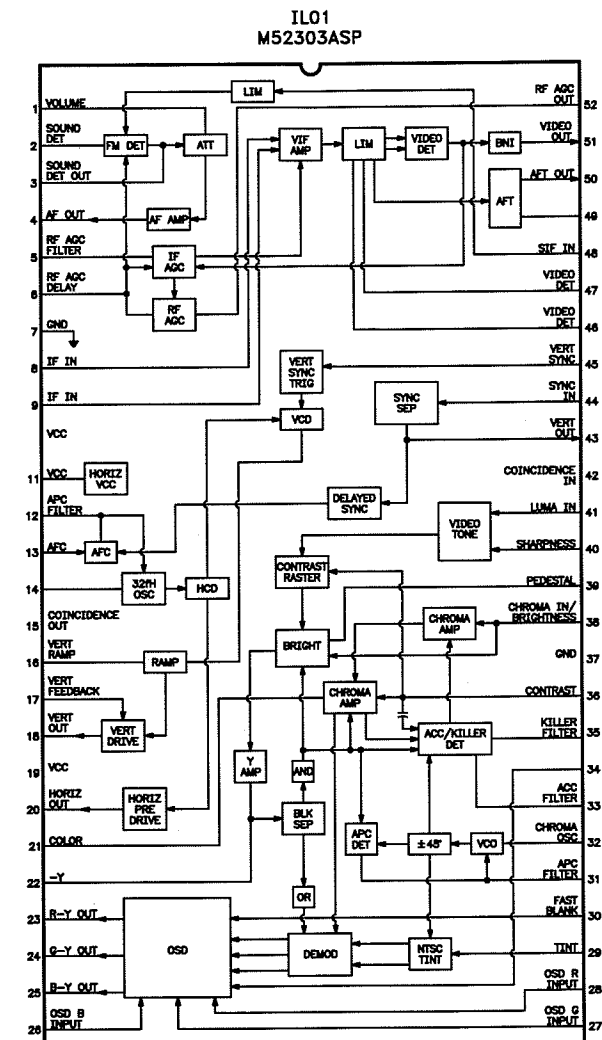 IL01
M52303ASP
1
VOLUME
2
SOUND
DET
3
SOUND
DET OUT
4
AF OUT
5
RF AGC
FILTER
6
RF AGC
DELAY
7
GND
8
IF IN
9
IF IN
VCC
11
VCC
HORIZ
VCC
12
APC
FILTER
13
AFC
14
15
COINCIDENCE
OUT
16
VERT
RAMP
17
VERT
FEEDBACK
18
VERT
OUT
19
VCC
20
HORIZ
OUT
21
COLOR
22
-Y
23
R-Y OUT
24
G-Y OUT
25
B-Y OUT
26
OSD B
INPUT
LIM
FM DET
ATT
AF AMP
IF
AGC
RF
AGC
VIF
AMP
LIM
VIDEO
DET
BNI
AFT
VERT
SYNC
TRIG
VCD
SYNC
SEP
DELAYED
SYNC
AFC
32fH
OSC
HCD
VIDEO
TONE
CONTRAST
RASTER
BRIGHT
CHROMA
AMP
RAMP
CHROMA
AMP
VERT
DRIVE
ACC/KILLER
DET
Y
AMP
AND
HORIZ
PRE
DRIVE
BLK
SEP
APC
DET
±45°
VCO
OR
OSD
DEMOD
NTSC
TINT
RF AGC
OUT
52
VIDEO
OUT
51
AFT OUT
50
49
SIF IN
48
VIDEO
DET
47
VIDEO
DET
46
VERT
SYNC
45
SYNC
IN
44
VERT
OUT
43
COINCIDENCE
IN
42
LUMA IN
41
SHARPNESS
40
PEDESTAL
39
CHROMA IN/
BRIGHTNESS
38
GND
37
CONTRAST
36
KILLER
FILTER
35
34
ACC
FILTER
33
CHROMA
OSC
32
APC
FILTER
31
FAST
BLANK
30
TINT
29
OSD R
INPUT
28
OSD G
INPUT
27